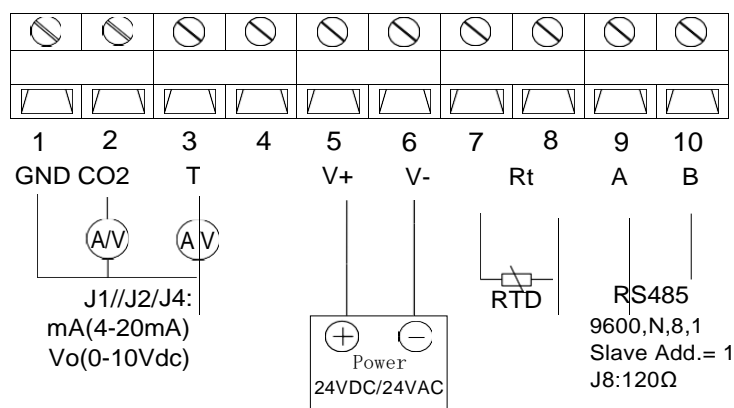 1 2 3 4 5 6 7 8 9 10
GND CO2 T V+ V- Rt A B
A/V A V
J1//J2/J4:
mA(4-20mA)
Vo(0-10Vdc)
Power
24VDC/24VAC
RTD
RS485
9600,N,8,1
Slave Add.= 1
J8:120Ω